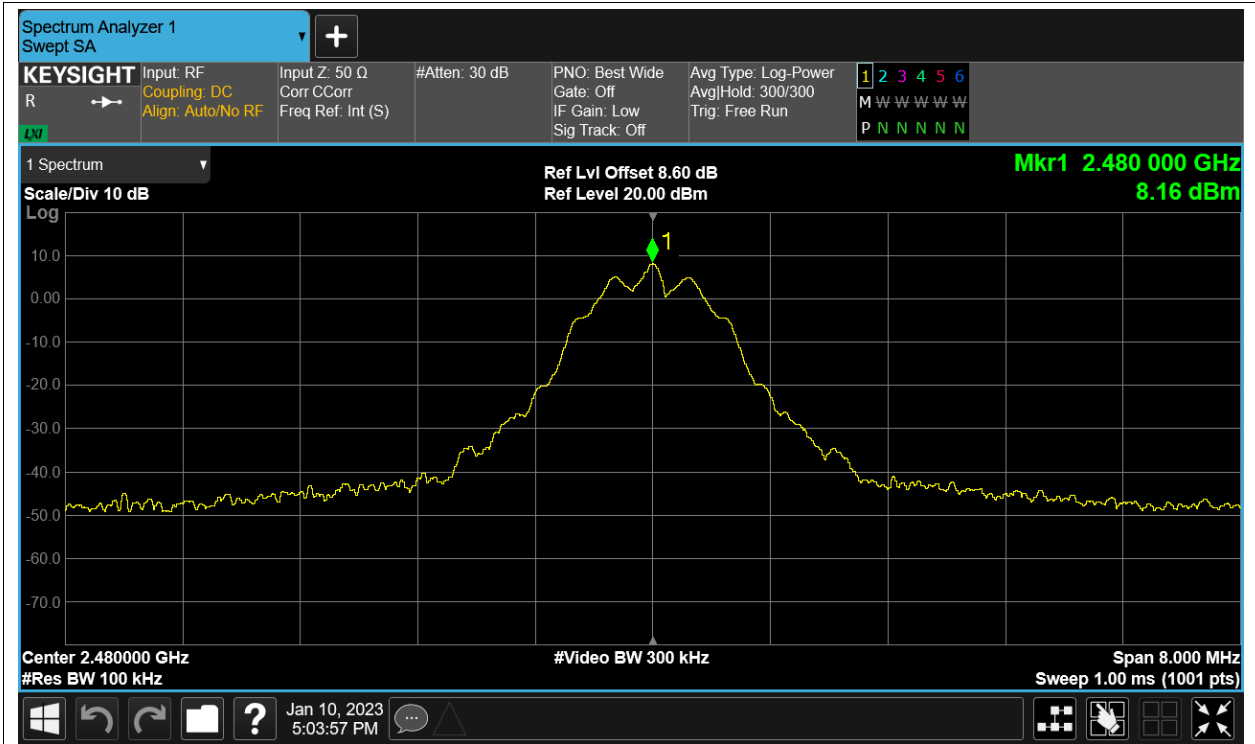 Spectrum Analyzer 1
Swept SA
KEYSIGHT
R
LXI
Input: RF
Coupling: DC
Align: Auto/No RF
Input Z: 50 Ω
Corr CCorr
Freq Ref: Int (S)
#Atten: 30 dB
PNO: Best Wide
Gate: Off
IF Gain: Low
Sig Track: Off
Avg Type: Log-Power
Avg|Hold: 300/300
Trig: Free Run
1 2 3 4 5 6
M W W W W W W
P N N N N N N
1 Spectrum
Scale/Div 10 dB
Log
Ref Lvl Offset 8.60 dB
Ref Level 20.00 dBm
Mkr1 2.480 000 GHz
8.16 dBm
1
10.0
0.00
-10.0
-20.0
-30.0
-40.0
-50.0
-60.0
-70.0
Center 2.480000 GHz
#Res BW 100 kHz
#Video BW 300 kHz
Span 8.000 MHz
Sweep 1.00 ms (1001 pts)
?
Jan 10, 2023
5:03:57 PM